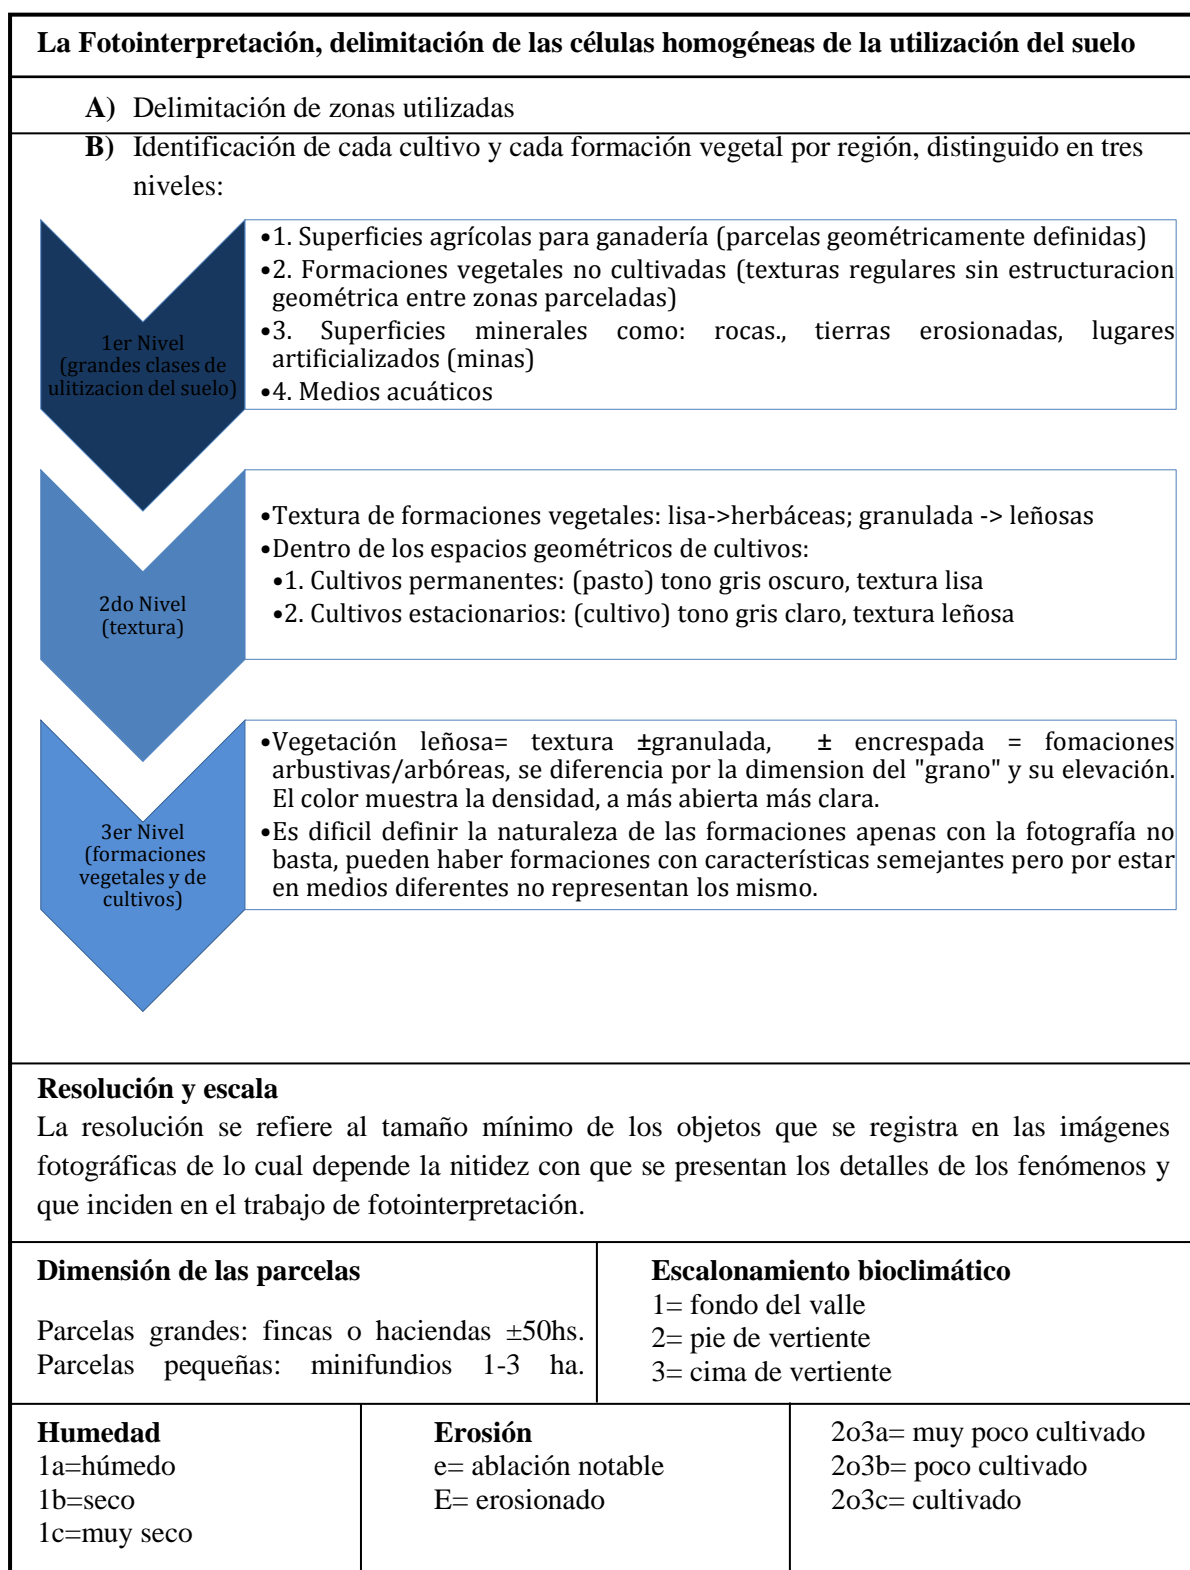 La Fotointerpretación, delimitación de las células homogéneas de la utilización del suelo
A) Delimitación de zonas utilizadas
B) Identificación de cada cultivo y cada formación vegetal por región, distinguido en tres
niveles:
1er Nivel
(grandes clases de
ulitizacion del suelo)
•1. Superficies agrícolas para ganadería (parcelas geométricamente definidas)
•2. Formaciones vegetales no cultivadas (texturas regulares sin estructuracion
geométrica entre zonas parceladas)
•3. Superficies minerales como: rocas., tierras erosionadas, lugares
artificializados (minas)
•4. Medios acuáticos
2do Nivel
(textura)
•Textura de formaciones vegetales: lisa->herbáceas; granulada -> leñosas
•Dentro de los espacios geométricos de cultivos:
•1. Cultivos permanentes: (pasto) tono gris oscuro, textura lisa
•2. Cultivos estacionarios: (cultivo) tono gris claro, textura leñosa
3er Nivel
(formaciones
vegetales y de
cultivos)
•Vegetación leñosa= textura ±granulada, ± encrespada = fomaciones
arbustivas/arbóreas, se diferencia por la dimension del "grano" y su elevación.
El color muestra la densidad, a más abierta más clara.
•Es dificil definir la naturaleza de las formaciones apenas con la fotografía no
basta, pueden haber formaciones con características semejantes pero por estar
en medios diferentes no representan los mismo.
Resolución y escala
La resolución se refiere al tamaño mínimo de los objetos que se registra en las imágenes
fotográficas de lo cual depende la nitidez con que se presentan los detalles de los fenómenos y
que inciden en el trabajo de fotointerpretación.
Dimensión de las parcelas
Parcelas grandes: fincas o haciendas ±50hs.
Parcelas pequeñas: minifundios 1-3 ha.
Escalonamiento bioclimático
1= fondo del valle
2= pie de vertiente
3= cima de vertiente
Humedad
1a=húmedo
1b=seco
1c=muy seco
Erosión
e= ablación notable
E= erosionado
2o3a= muy poco cultivado
2o3b= poco cultivado
2o3c= cultivado